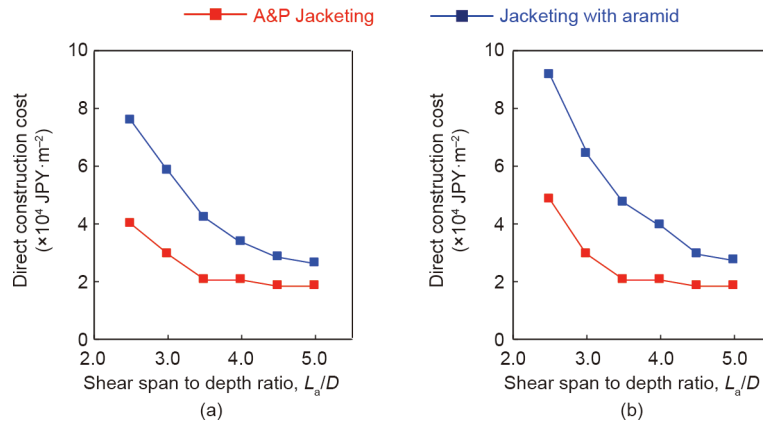 A&P Jacketing
Jacketing with aramid
Direct construction cost
(×10⁴ JPY·m⁻²)
10
8
6
4
2
0
2.0 3.0 4.0 5.0
Shear span to depth ratio, Lₐ/D
(a)
Direct construction cost
(×10⁴ JPY·m⁻²)
10
8
6
4
2
0
2.0 3.0 4.0 5.0
Shear span to depth ratio, Lₐ/D
(b)